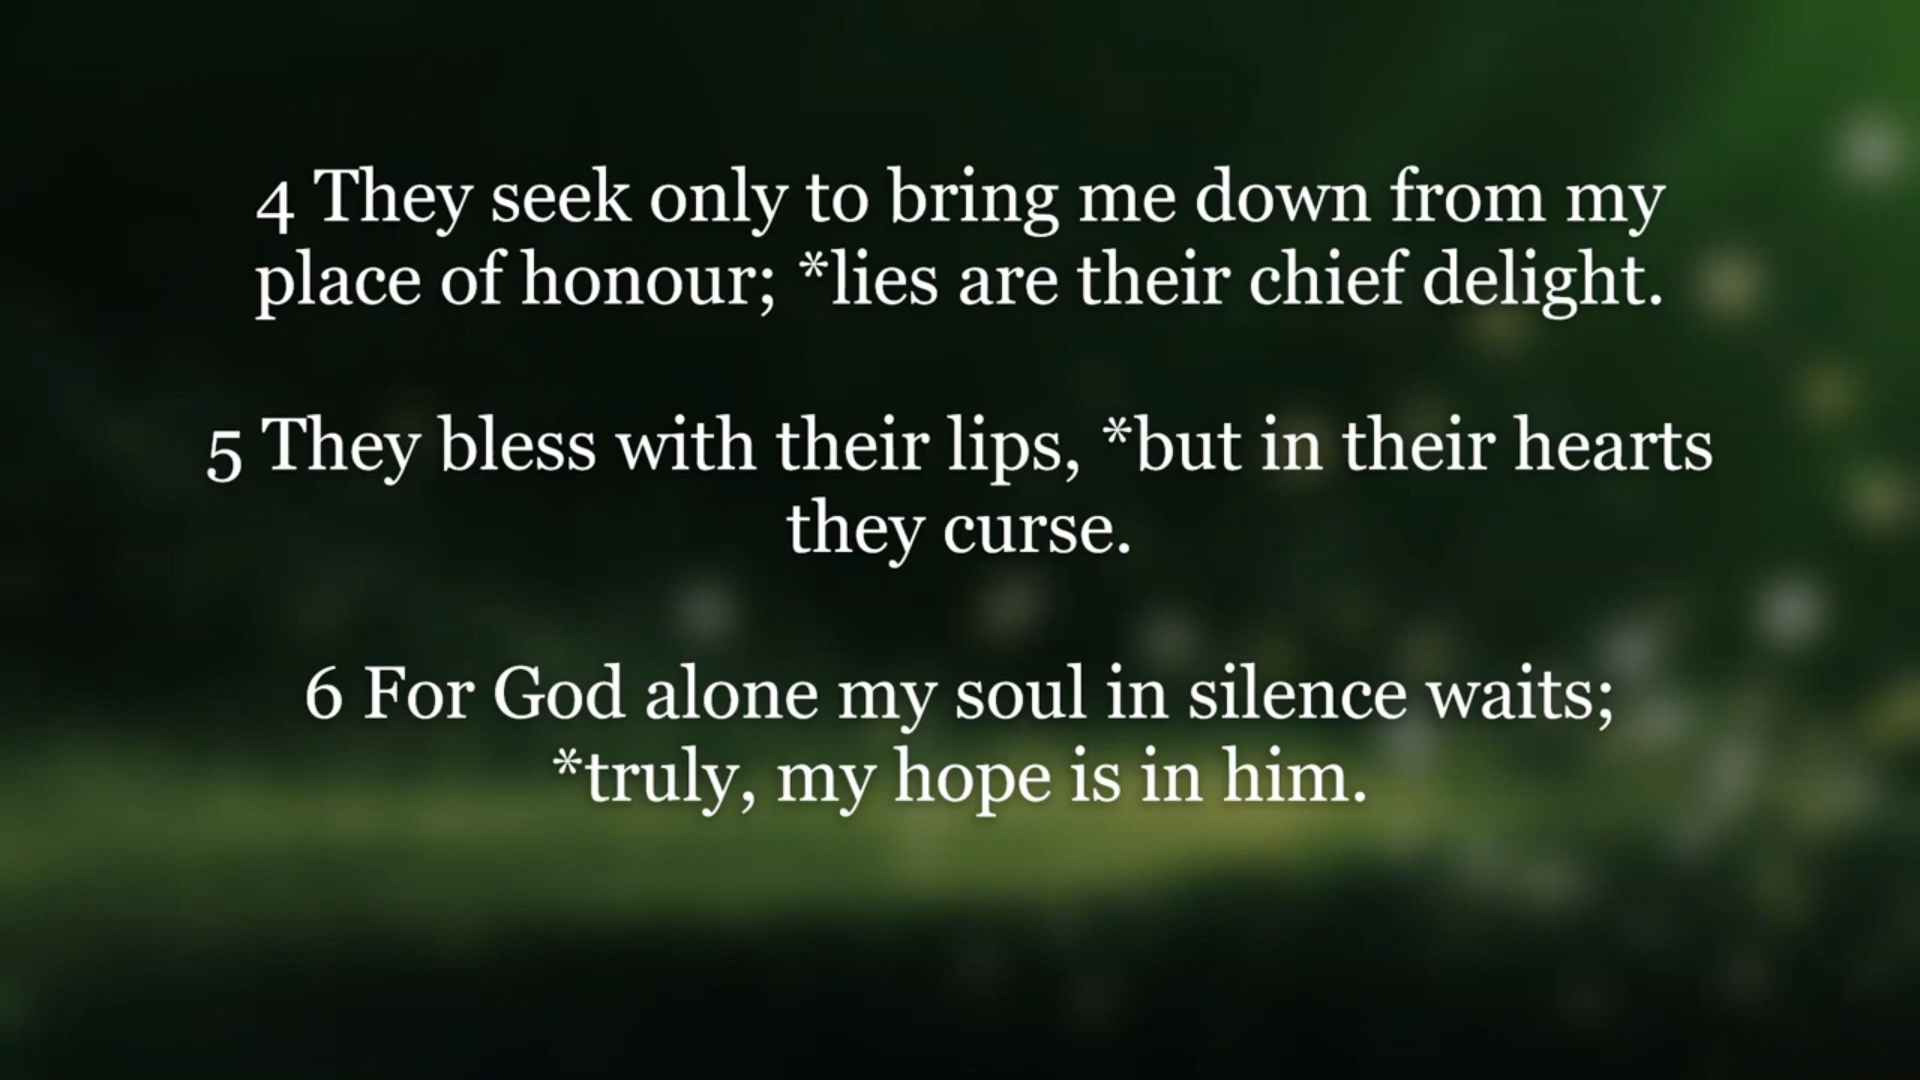 4 They seek only to bring me down from my
place of honour; *lies are their chief delight.
5 They bless with their lips, *but in their hearts
they curse.
6 For God alone my soul in silence waits;
*truly, my hope is in him.